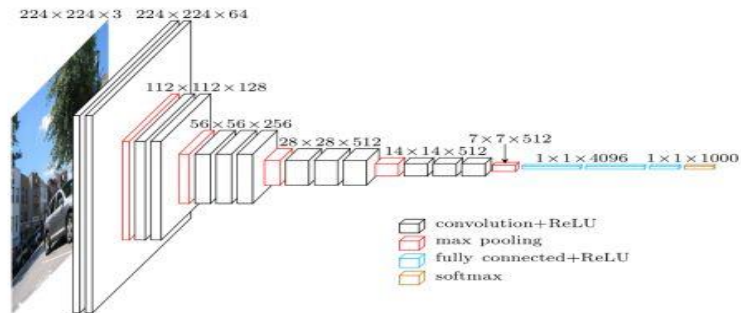 224×224×3 224×224×64
112×112×128
56×56×256
28×28×512
14×14×512
7×7×512
1×1×4096 1×1×1000
convolution+ReLU
max pooling
fully connected+ReLU
softmax